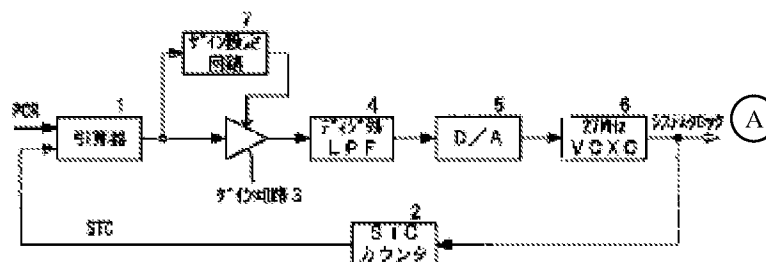 7
ゲイン設定
回路
PCR
1
引算器
4
ディジタル
LPF
5
D/A
6
27MHz
VCXO
システムクロック
A
ゲイン回路 3
STC
2
STC
カウンタ